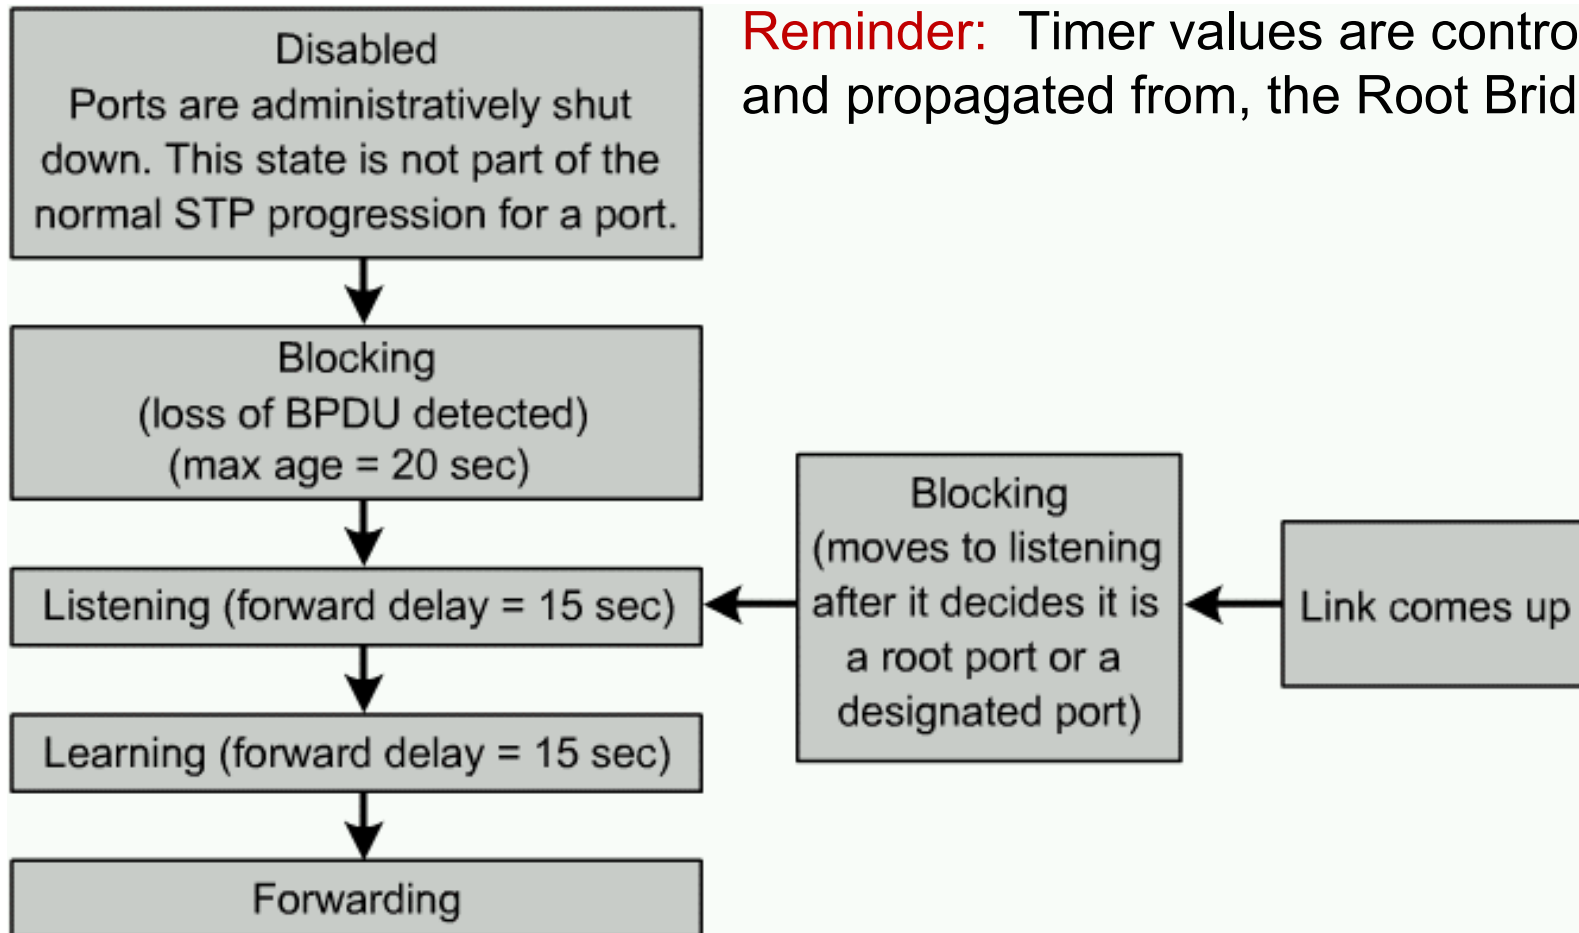 Disabled
Ports are administratively shut
down. This state is not part of the
normal STP progression for a port.
Reminder: Timer values are contro
and propagated from, the Root Brid
Blocking
(loss of BPDU detected)
(max age = 20 sec)
Listening (forward delay = 15 sec)
Learning (forward delay = 15 sec)
Forwarding
Blocking
(moves to listening
after it decides it is
a root port or a
designated port)
Link comes up